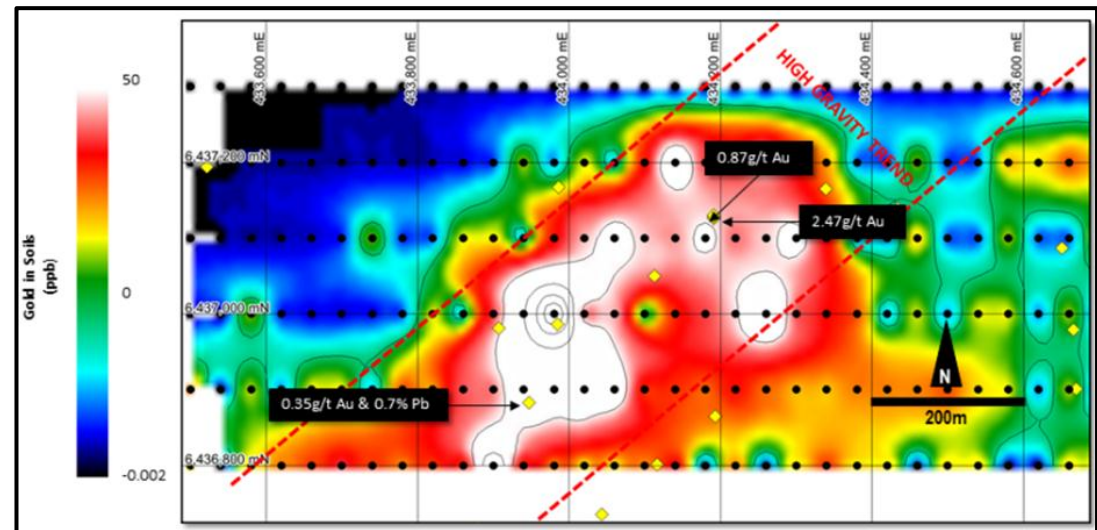 50
Gold in Soils
(ppb)
0
-0.002
433,600 mE
433,800 mE
434,000 mE
434,200 mE
434,400 mE
434,600 mE
HIGH GRAVITY TREND
6,437,200 mN
0.87g/t Au
2.47g/t Au
6,437,000 mN
0.35g/t Au & 0.7% Pb
N
200m
6,436,800 mN